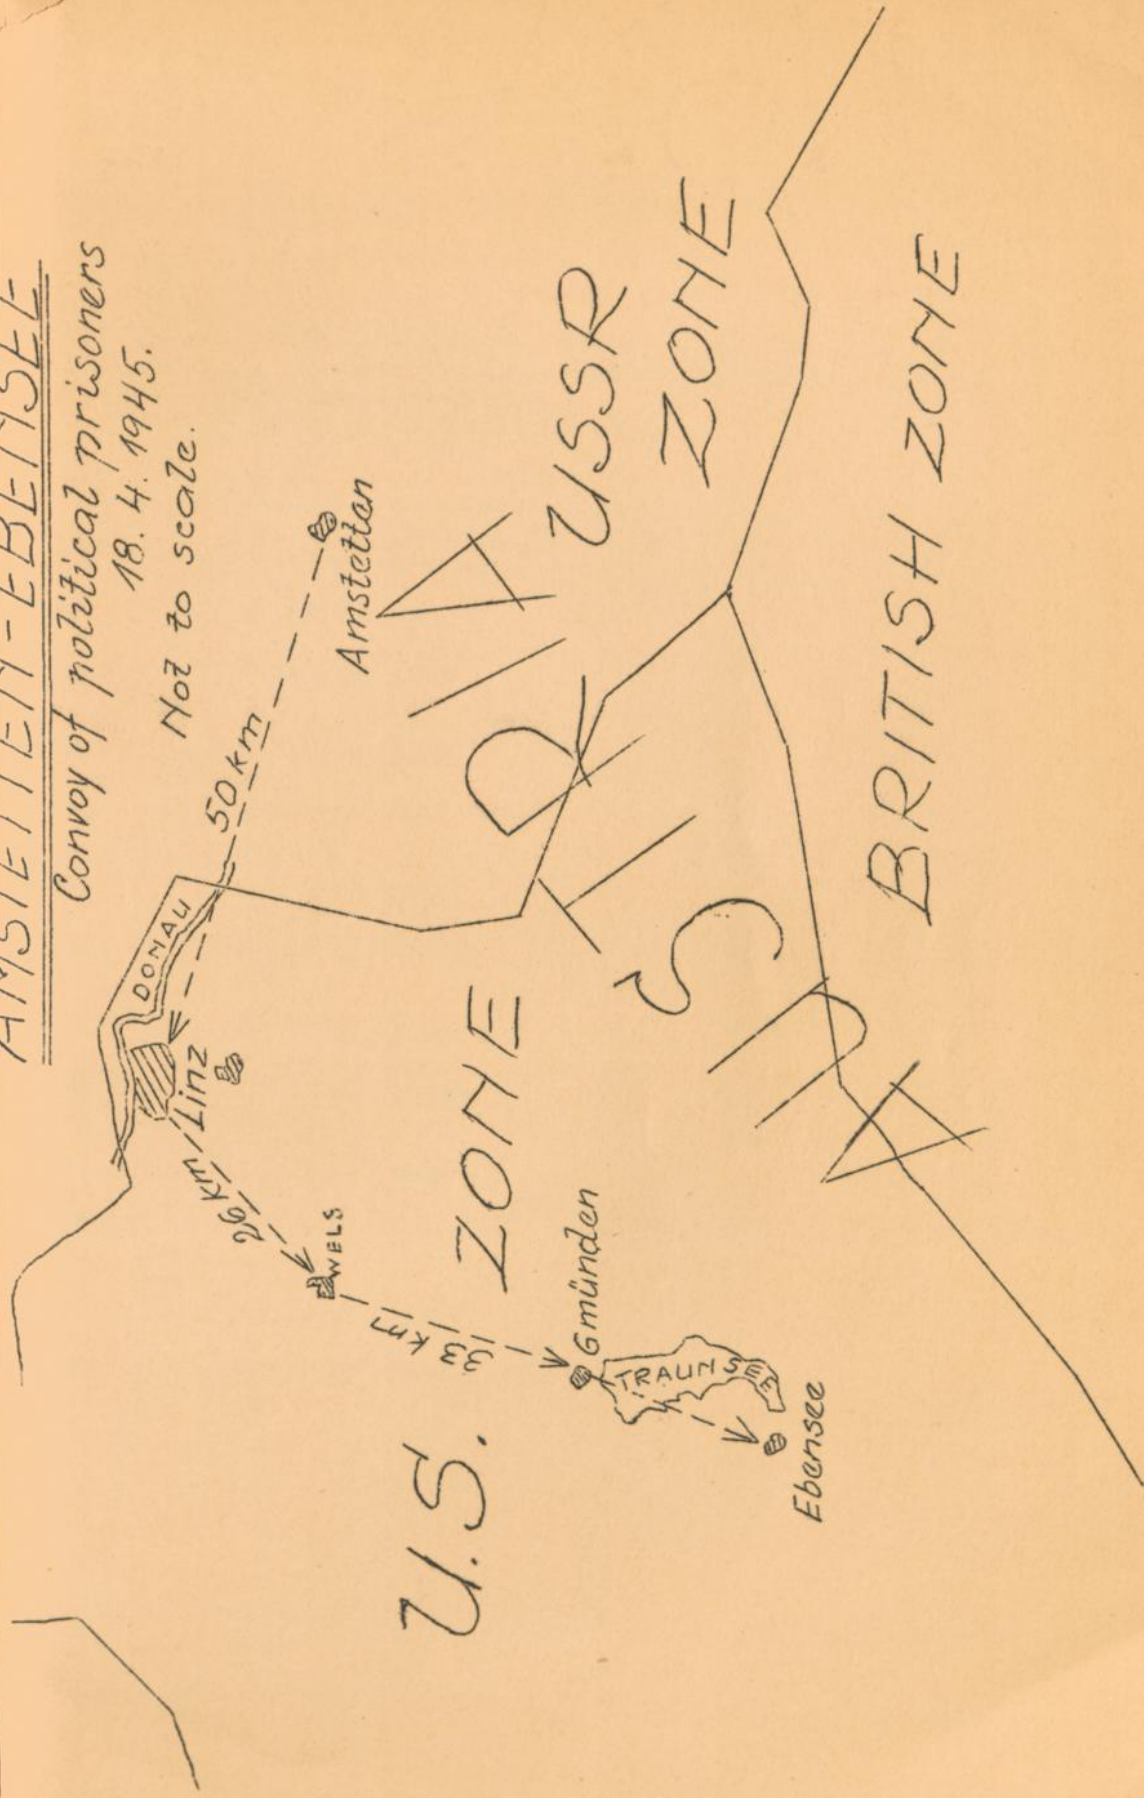 AMSTETTEN-EBENSEE
Convoy of political prisoners
18. 4. 1945.
Not to scale.
DONAU
50 km
Linz
26 km
Amstetten
WELS
33 km
AUSTRIA
USSR
ZONE
U.S. ZONE
Gmünden
TRAUNSEE
Ebensee
BRITISH ZONE